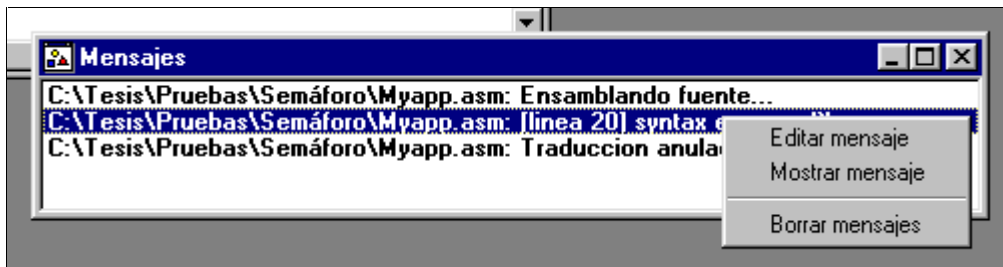 Mensajes
C:\Tesis\Pruebas\Semáforo\Myapp.asm: Ensamblando fuente...
C:\Tesis\Pruebas\Semáforo\Myapp.asm: [linea 20] syntax
C:\Tesis\Pruebas\Semáforo\Myapp.asm: Traduccion
Editar mensaje
Mostrar mensaje
Borrar mensajes